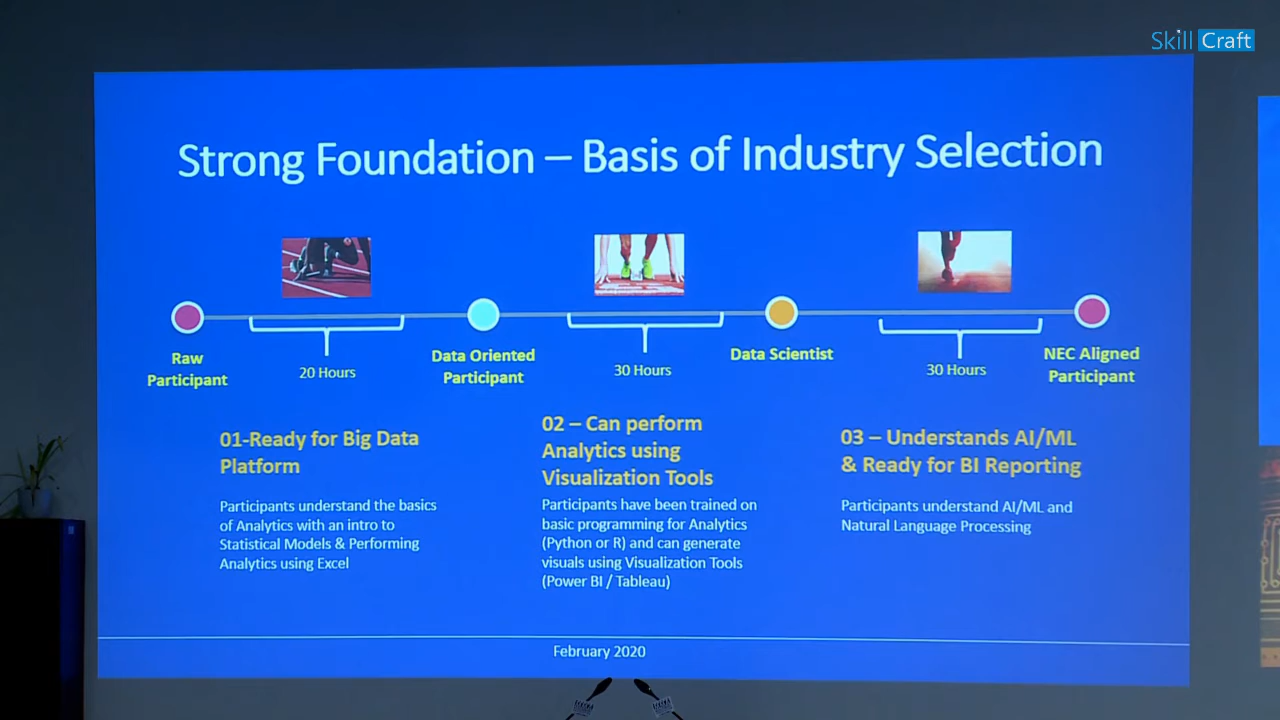 Skill Craft
Strong Foundation – Basis of Industry Selection
Raw
Participant
20 Hours
Data Oriented
Participant
30 Hours
Data Scientist
30 Hours
NEC Aligned
Participant
01-Ready for Big Data
Platform
Participants understand the basics
of Analytics with an intro to
Statistical Models & Performing
Analytics using Excel
02 – Can perform
Analytics using
Visualization Tools
Participants have been trained on
basic programming for Analytics
(Python or R) and can generate
visuals using Visualization Tools
(Power BI / Tableau)
03 – Understands AI/ML
& Ready for BI Reporting
Participants understand AI/ML and
Natural Language Processing
February 2020